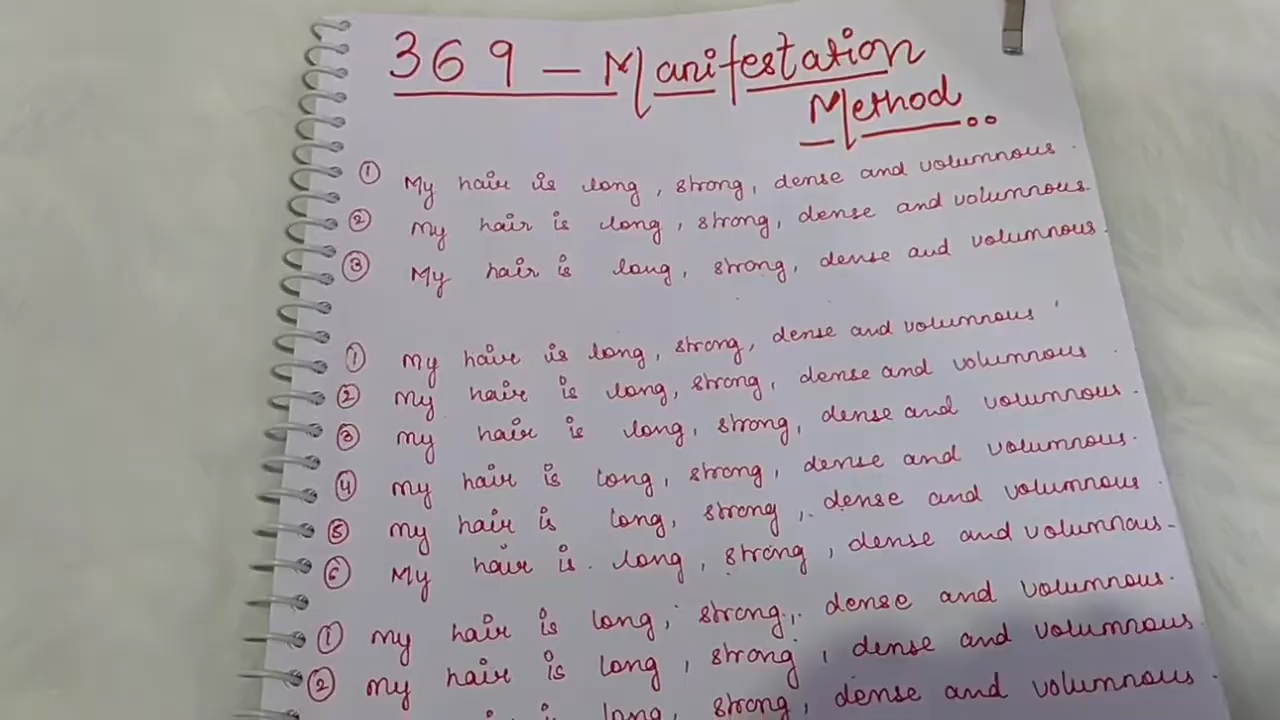 369 - Manifestation
Method..
① My hair is long, strong, dense and volumnous.
② My hair is long, strong, dense and volumnous.
③ My hair is long, strong, dense and volumnous.
① My hair is long, strong, dense and volumnous
② My hair is long, strong, dense and volumnous.
③ My hair is long, strong, dense and volumnous.
④ My hair is long, strong, dense and volumnous.
⑤ My hair is long, strong, dense and volumnous.
⑥ My hair is long, strong, dense and volumnous.
① My hair is long, strong, dense and volumnous.
② My hair is long, strong, dense and volumnous.
is long, strong, dense and volumnous.